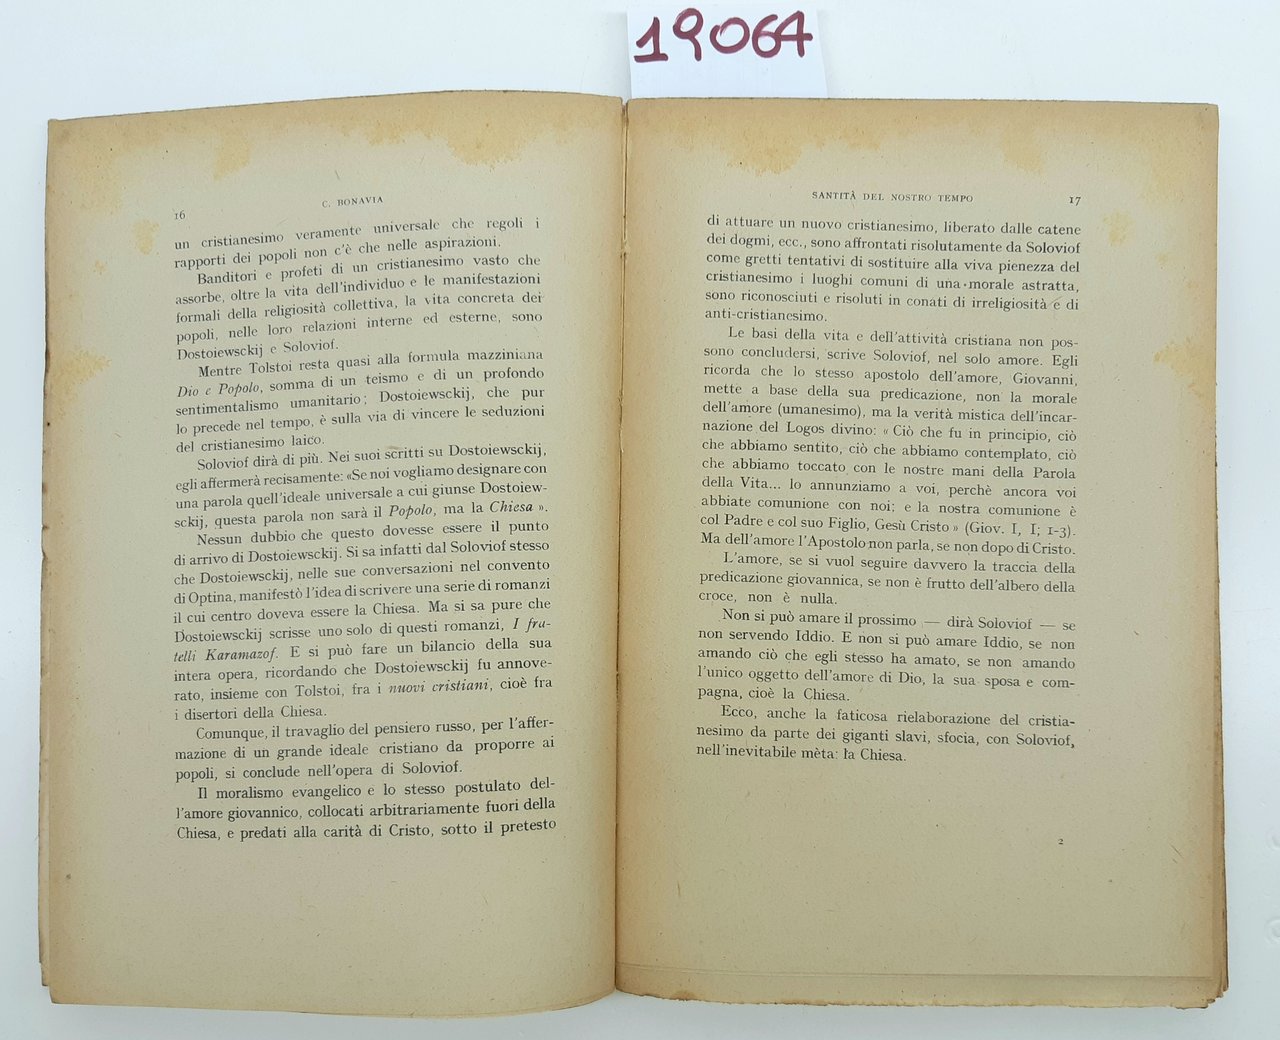 19064
16
C. BONAVIA
un cristianesimo veramente universale che regoli i
rapporti dei popoli non c'è che nelle aspirazioni.
Banditori e profeti di un cristianesimo vasto che
assorbe, oltre la vita dell'individuo e le manifestazioni
formali della religiosità collettiva, la vita concreta dei
popoli, nelle loro relazioni interne ed esterne, sono
Dostoiewsckij e Soloviof.
Mentre Tolstoi resta quasi alla formula mazziniana
Dio e Popolo, somma di un teismo e di un profondo
sentimentalismo umanitario; Dostoiewsckij, che pur
lo precede nel tempo, è sulla via di vincere le seduzioni
del cristianesimo laico.
Soloviof dirà di più. Nei suoi scritti su Dostoiewsckij,
egli affermerà recisamente: «Se noi vogliamo designare con
una parola quell'ideale universale a cui giunse Dostoiew-
sckij, questa parola non sarà il Popolo, ma la Chiesa ».
Nessun dubbio che questo dovesse essere il punto
di arrivo di Dostoiewsckij. Si sa infatti dal Soloviof stesso
che Dostoiewsckij, nelle sue conversazioni nel convento
di Optina, manifestò l'idea di scrivere una serie di romanzi
il cui centro doveva essere la Chiesa. Ma si sa pure che
Dostoiewsckij scrisse uno solo di questi romanzi, I fra-
telli Karamazof. E si può fare un bilancio della sua
intera opera, ricordando che Dostoiewsckij fu annove-
rato, insieme con Tolstoi, fra i nuovi cristiani, cioè fra
i disertori della Chiesa.
Comunque, il travaglio del pensiero russo, per l'affer-
mazione di un grande ideale cristiano da proporre ai
popoli, si conclude nell'opera di Soloviof.
Il moralismo evangelico e lo stesso postulato del-
l'amore giovannico, collocati arbitrariamente fuori della
Chiesa, e predati alla carità di Cristo, sotto il pretesto
SANTITÀ DEL NOSTRO TEMPO
17
di attuare un nuovo cristianesimo, liberato dalle catene
dei dogmi, ecc., sono affrontati risolutamente da Soloviof
come gretti tentativi di sostituire alla viva pienezza del
cristianesimo i luoghi comuni di una morale astratta,
sono riconosciuti e risoluti in conati di irreligiosità e di
anti-cristianesimo.
Le basi della vita e dell'attività cristiana non pos-
sono concludersi, scrive Soloviof, nel solo amore. Egli
ricorda che lo stesso apostolo dell'amore, Giovanni,
mette a base della sua predicazione, non la morale
dell'amore (umanesimo), ma la verità mistica dell'incar-
nazione del Logos divino: « Ciò che fu in principio, ciò
che abbiamo sentito, ciò che abbiamo contemplato, ciò
che abbiamo toccato con le nostre mani della Parola
della Vita... lo annunziamo a voi, perchè ancora voi
abbiate comunione con noi; e la nostra comunione è
col Padre e col suo Figlio, Gesù Cristo » (Giov. I, I; 1-3).
Ma dell'amore l'Apostolo non parla, se non dopo di Cristo.
L'amore, se si vuol seguire davvero la traccia della
predicazione giovannica, se non è frutto dell'albero della
croce, non è nulla.
Non si può amare il prossimo — dirà Soloviof — se
non servendo Iddio. E non si può amare Iddio, se non
amando ciò che egli stesso ha amato, se non amando
l'unico oggetto dell'amore di Dio, la sua sposa e com-
pagna, cioè la Chiesa.
Ecco, anche la faticosa rielaborazione del cristia-
nesimo da parte dei giganti slavi, sfocia, con Soloviof,
nell'inevitabile mèta: la Chiesa.
2